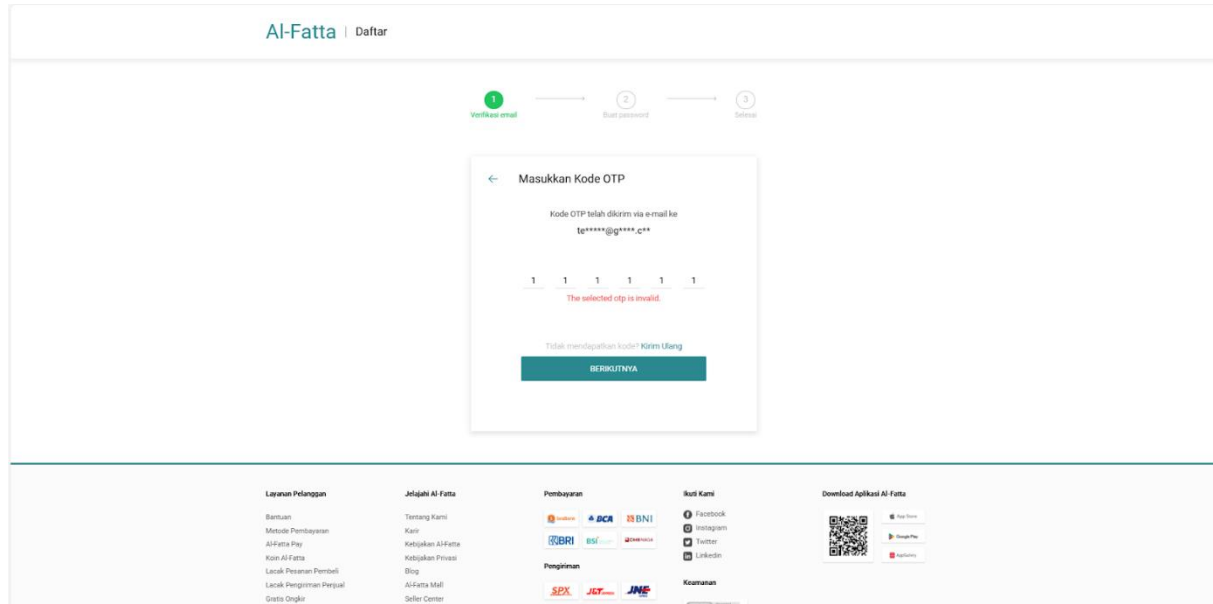 Al-Fatta | Daftar
1
2
3
Verifikasi email
Buat password
Selesai
← Masukkan Kode OTP
Kode OTP telah dikirim via e-mail ke
te*****@g****.c**
1 1 1 1 1 1
The selected otp is invalid.
Tidak mendapatkan kode? Kirim Ulang
BERIKUTNYA
Layanan Pelanggan
Bantuan
Metode Pembayaran
Al-Fatta Pay
Koin Al-Fatta
Lacak Pesanan Pembeli
Lacak Pengiriman Penjual
Gratis Ongkir
Jelajahi Al-Fatta
Tentang Kami
Karir
Kebijakan Al-Fatta
Kebijakan Privasi
Blog
Al-Fatta Mall
Seller Center
Pembayaran
SeaBank BCA BNI
BRI BSI CIMB NIAGA
Pengiriman
SPX J&T EXPRESS JNE
Ikuti Kami
Facebook
Instagram
Twitter
Linkedin
Keamanan
Download Aplikasi Al-Fatta
App Store
Google Play
AppGallery